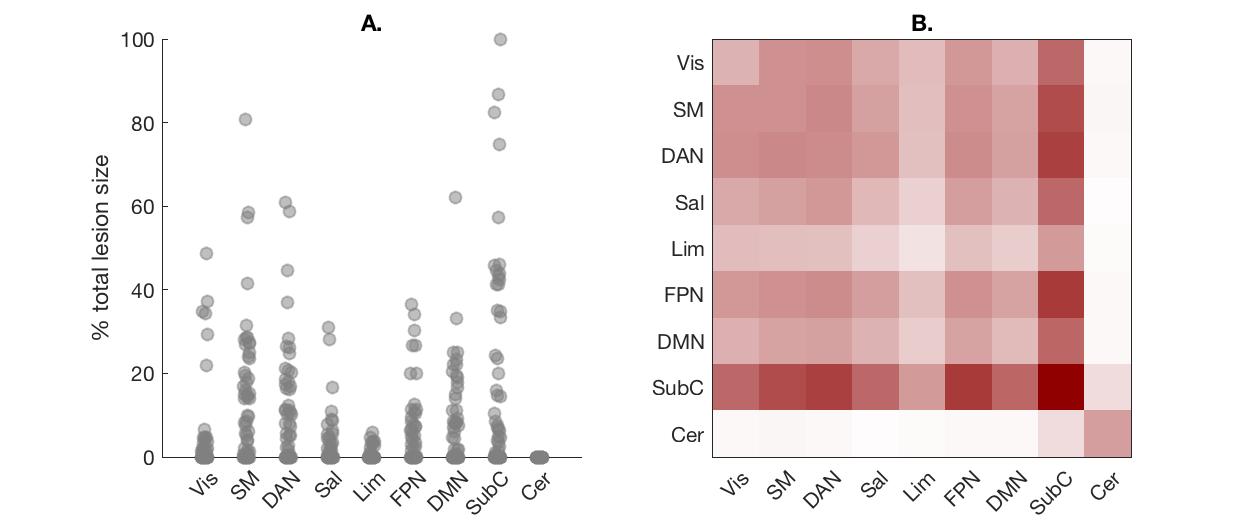 A.
% total lesion size
100
80
60
40
20
0
Vis
SM
DAN
Sal
Lim
FPN
DMN
SubC
Cer
B.
Vis
SM
DAN
Sal
Lim
FPN
DMN
SubC
Cer
Vis
SM
DAN
Sal
Lim
FPN
DMN
SubC
Cer